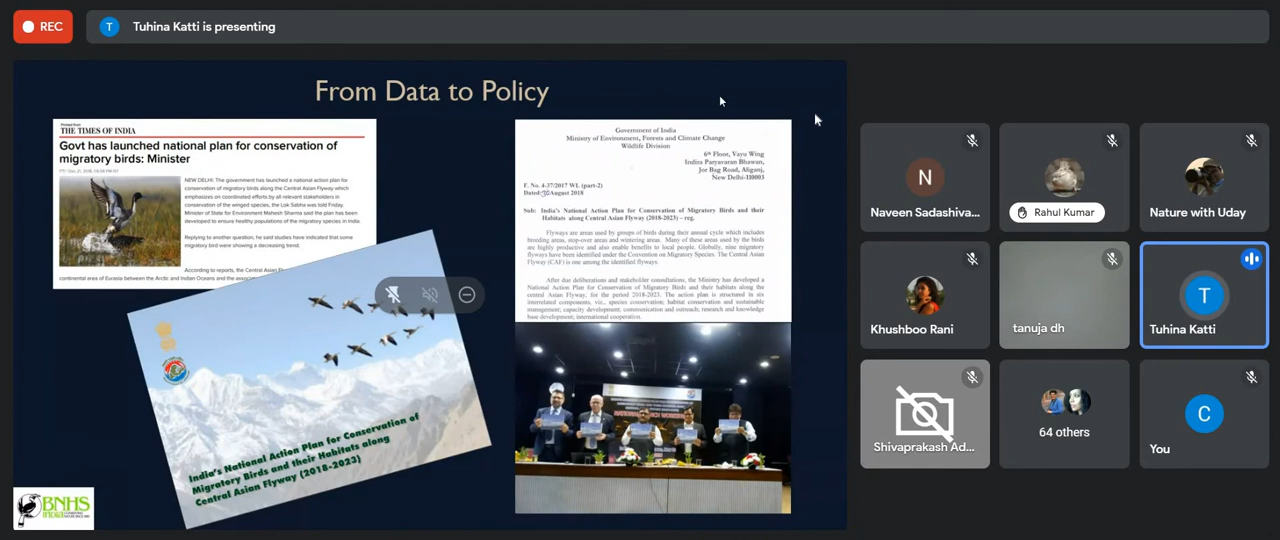 REC
T
Tuhina Katti is presenting
From Data to Policy
THE TIMES OF INDIA
Govt has launched national plan for conservation of
migratory birds: Minister
NEW DELHI: The government has launched a national action plan for
conservation of migratory birds along the Central Asian Flyway which
emphasizes on coordinated efforts by all relevant stakeholders in
conservation of the winged species, the Lok Sabha was told Friday.
Minister of State for Environment Mahesh Sharma said the plan has been
developed to ensure healthy populations of the migratory species in India.
Replying to another question, he said studies have indicated that some
migratory bird were showing a decreasing trend.
According to reports, the Central Asian
continental area of Eurasia between the Arctic and Indian Oceans and the
Government of India
Ministry of Environment, Forests and Climate Change
Wildlife Division
6th Floor, Vayu Wing
Indira Paryavaran Bhawan,
Jor Bag Road, Aliganj,
New Delhi-110003
F. No. 4-37/2017 WL (part-2)
August 2018
Sub: India's National Action Plan for Conservation of Migratory Birds and their
Habitats along Central Asian Flyway (2018-2023) – reg.
Flyways are areas used by groups of birds during their annual cycle which includes
breeding areas, stop-over areas and wintering areas. Many of these areas used by the birds
are highly productive and also enable benefits to local people. Globally, nine migratory
flyways have been identified under the Convention on Migratory Species. The Central
Asian Flyway (CAF) is one among the identified flyways.
After due deliberations and stakeholder consultations, the Ministry has developed a
National Action Plan for Conservation of Migratory Birds and their habitats along the
central Asian Flyway, for the period 2018-2023. The action plan is structured in six
interrelated components, viz., species conservation; habitat conservation and sustainable
management; capacity development; communication and outreach; research and knowledge
base development; international cooperation.
India's National Action Plan for Conservation of
Migratory Birds and their Habitats along
Central Asian Flyway (2018-2023)
BNHS
India
N
Naveen Sadashiva...
Rahul Kumar
Nature with Uday
Khushboo Rani
tanuja dh
T
Tuhina Katti
Shivaprakash Ad...
64 others
C
You